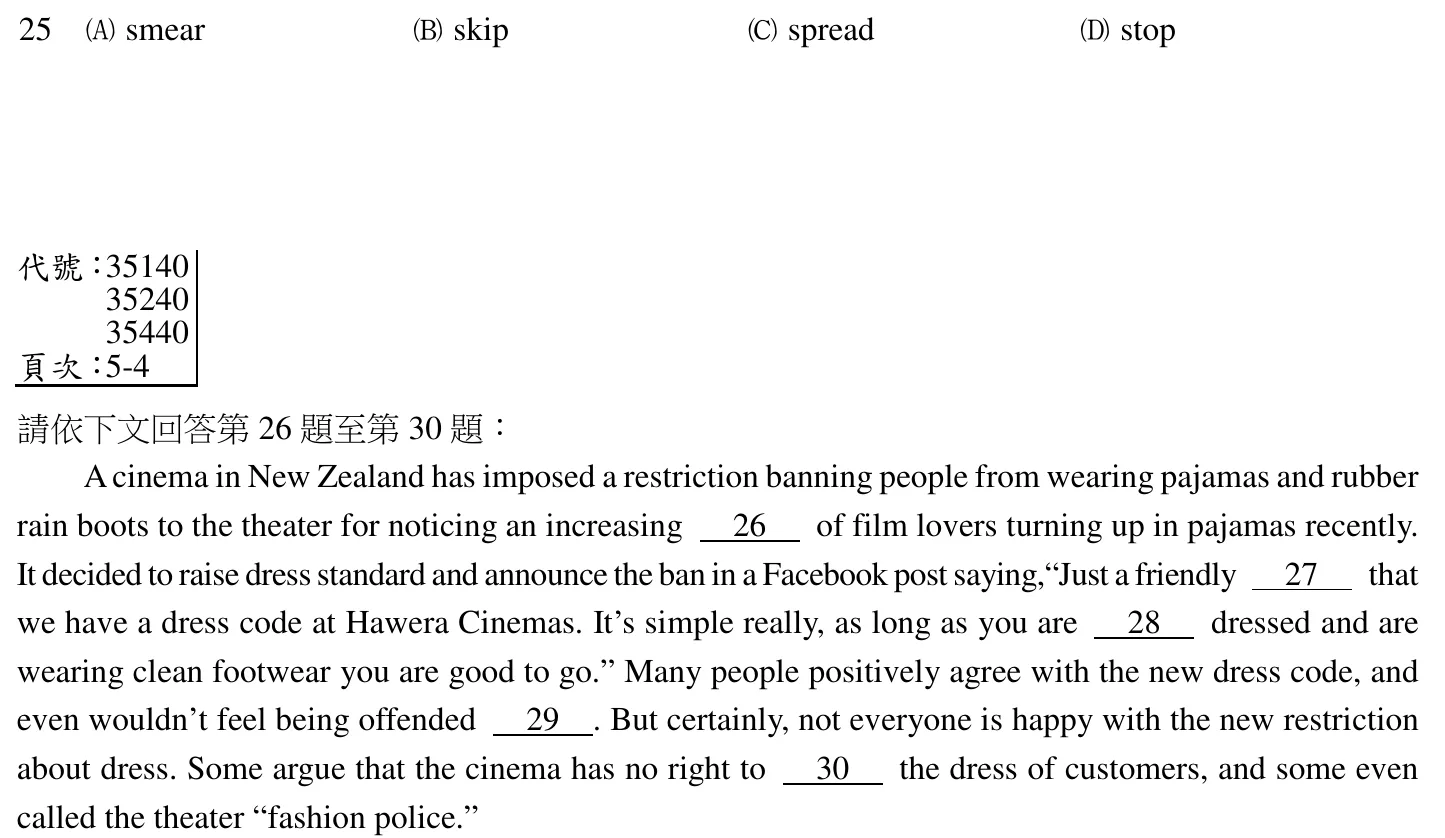 25 (A) smear (B) skip (C) spread (D) stop
代號：35140
35240
35440
頁次：5-4
請依下文回答第 26 題至第 30 題：
A cinema in New Zealand has imposed a restriction banning people from wearing pajamas and rubber
rain boots to the theater for noticing an increasing 26 of film lovers turning up in pajamas recently.
It decided to raise dress standard and announce the ban in a Facebook post saying,“Just a friendly 27 that
we have a dress code at Hawera Cinemas. It’s simple really, as long as you are 28 dressed and are
wearing clean footwear you are good to go.” Many people positively agree with the new dress code, and
even wouldn’t feel being offended 29 . But certainly, not everyone is happy with the new restriction
about dress. Some argue that the cinema has no right to 30 the dress of customers, and some even
called the theater “fashion police.”